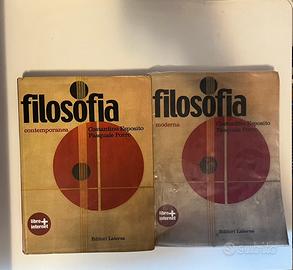 filosofia
contemporanea
Costantino Esposito
Pasquale Porro
libro +
internet
Editori Laterza
filosofia
moderna
Costantino Esposito
Pasquale Porro
libro +
internet
Editori Laterza
subito